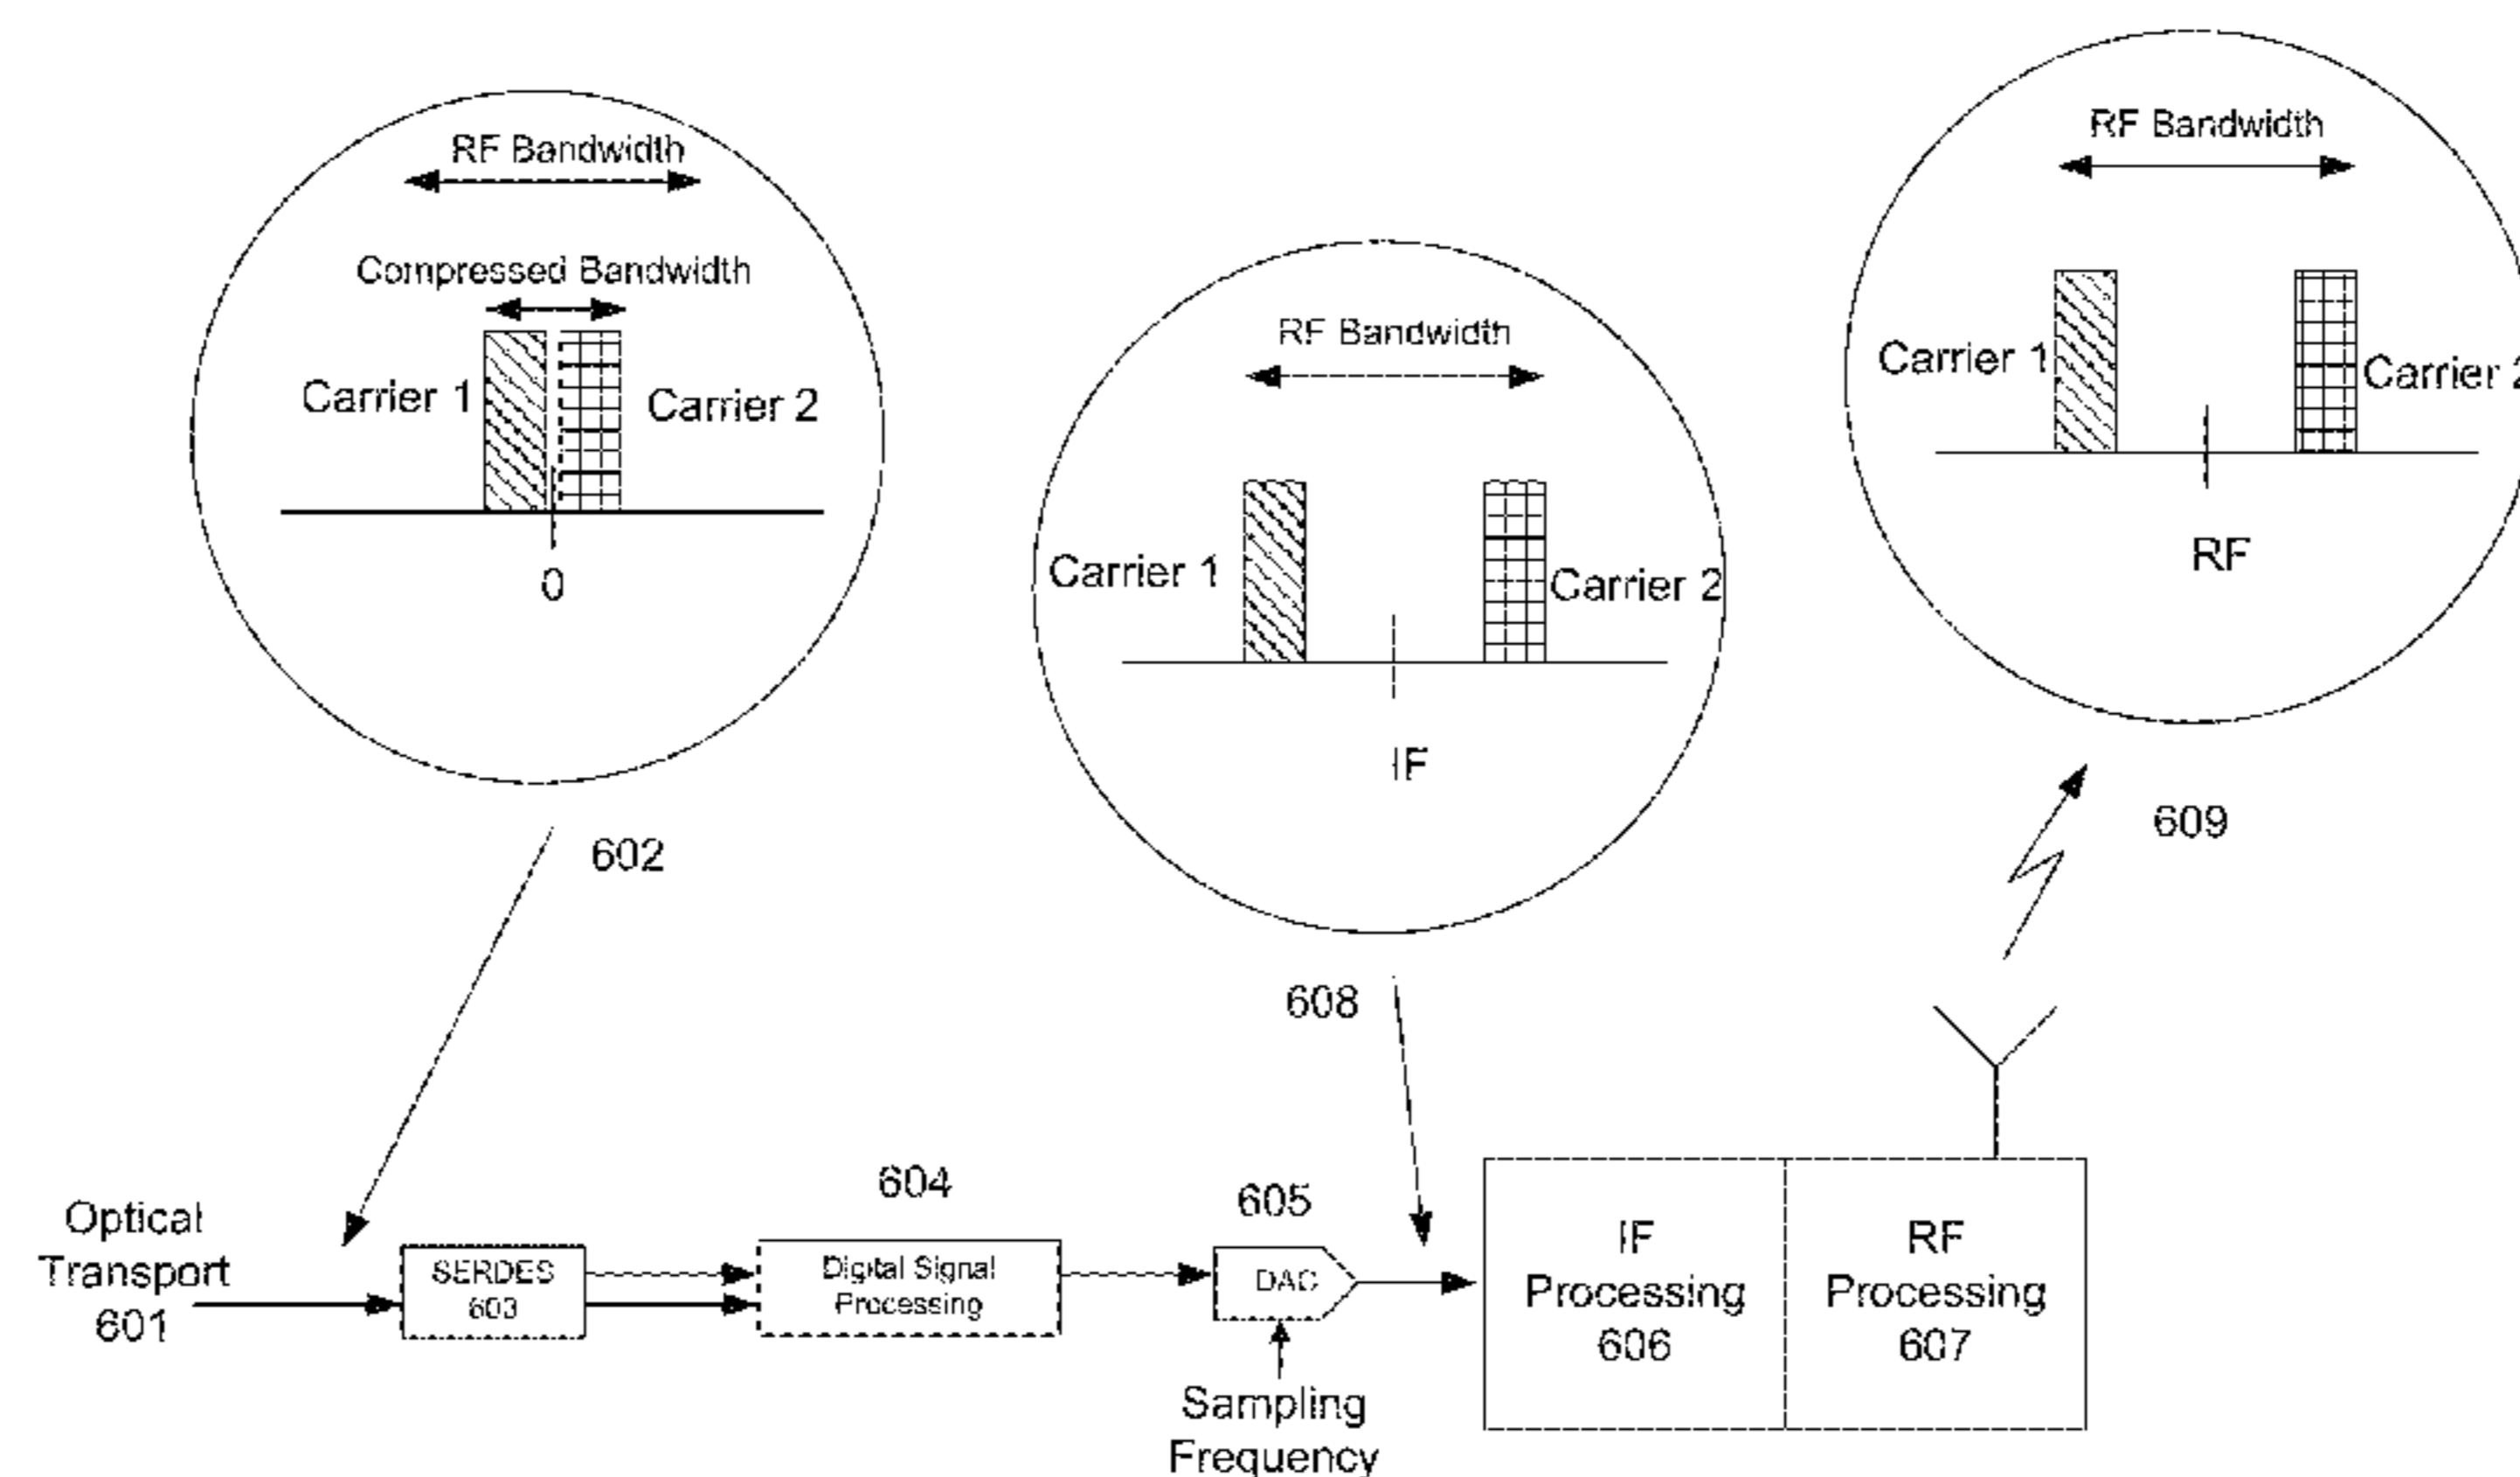 RF Bandwidth
Compressed Bandwidth
Carrier 1
Carrier 2
0
602
RF Bandwidth
Carrier 1
Carrier 2
IF
608
RF Bandwidth
Carrier 1
Carrier 2
RF
609
Optical
Transport
601
SERDES
603
604
Digital Signal
Processing
605
DAC
Sampling
Frequency
IF
Processing
606
RF
Processing
607